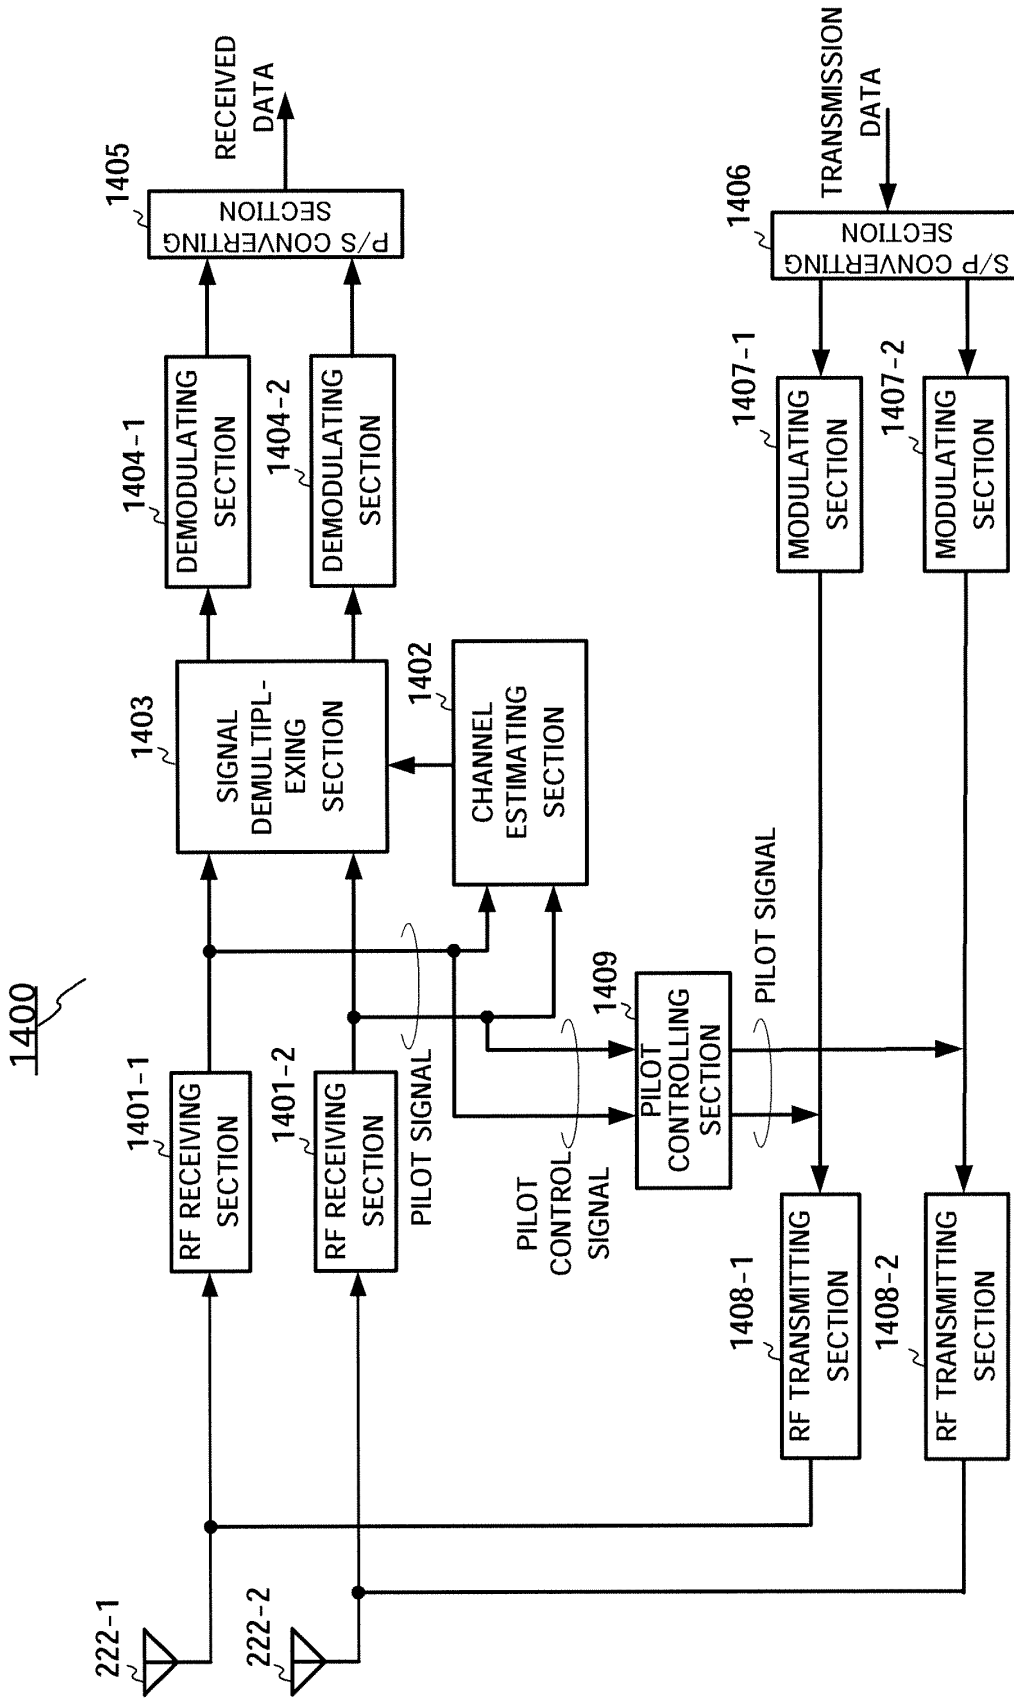 1400
222-1
222-2
1401-1
RF RECEIVING
SECTION
1401-2
RF RECEIVING
SECTION
PILOT SIGNAL
1403
SIGNAL
DEMULTIPL-
EXING
SECTION
1402
CHANNEL
ESTIMATING
SECTION
1404-1
DEMODULATING
SECTION
1404-2
DEMODULATING
SECTION
1405
P/S CONVERTING
SECTION
RECEIVED
DATA
PILOT
CONTROL
SIGNAL
1409
PILOT
CONTROLLING
SECTION
PILOT SIGNAL
1408-1
RF TRANSMITTING
SECTION
1408-2
RF TRANSMITTING
SECTION
1407-1
MODULATING
SECTION
1407-2
MODULATING
SECTION
1406
S/P CONVERTING
SECTION
TRANSMISSION
DATA